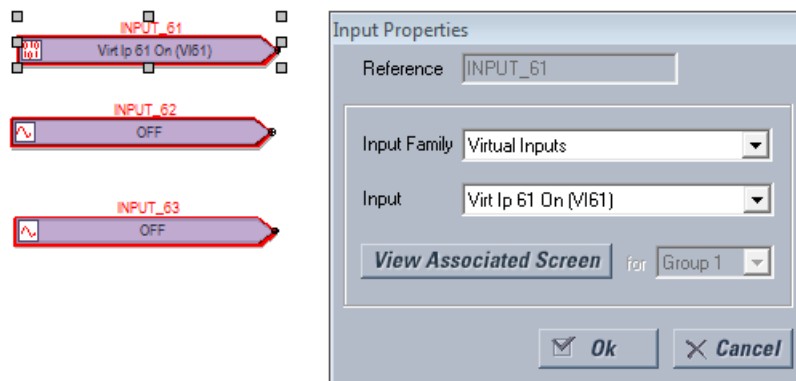 INPUT_61
Virt Ip 61 On (VI61)
INPUT_62
OFF
INPUT_63
OFF
Input Properties
Reference INPUT_61
Input Family Virtual Inputs
Input Virt Ip 61 On (VI61)
View Associated Screen for Group 1
Ok Cancel